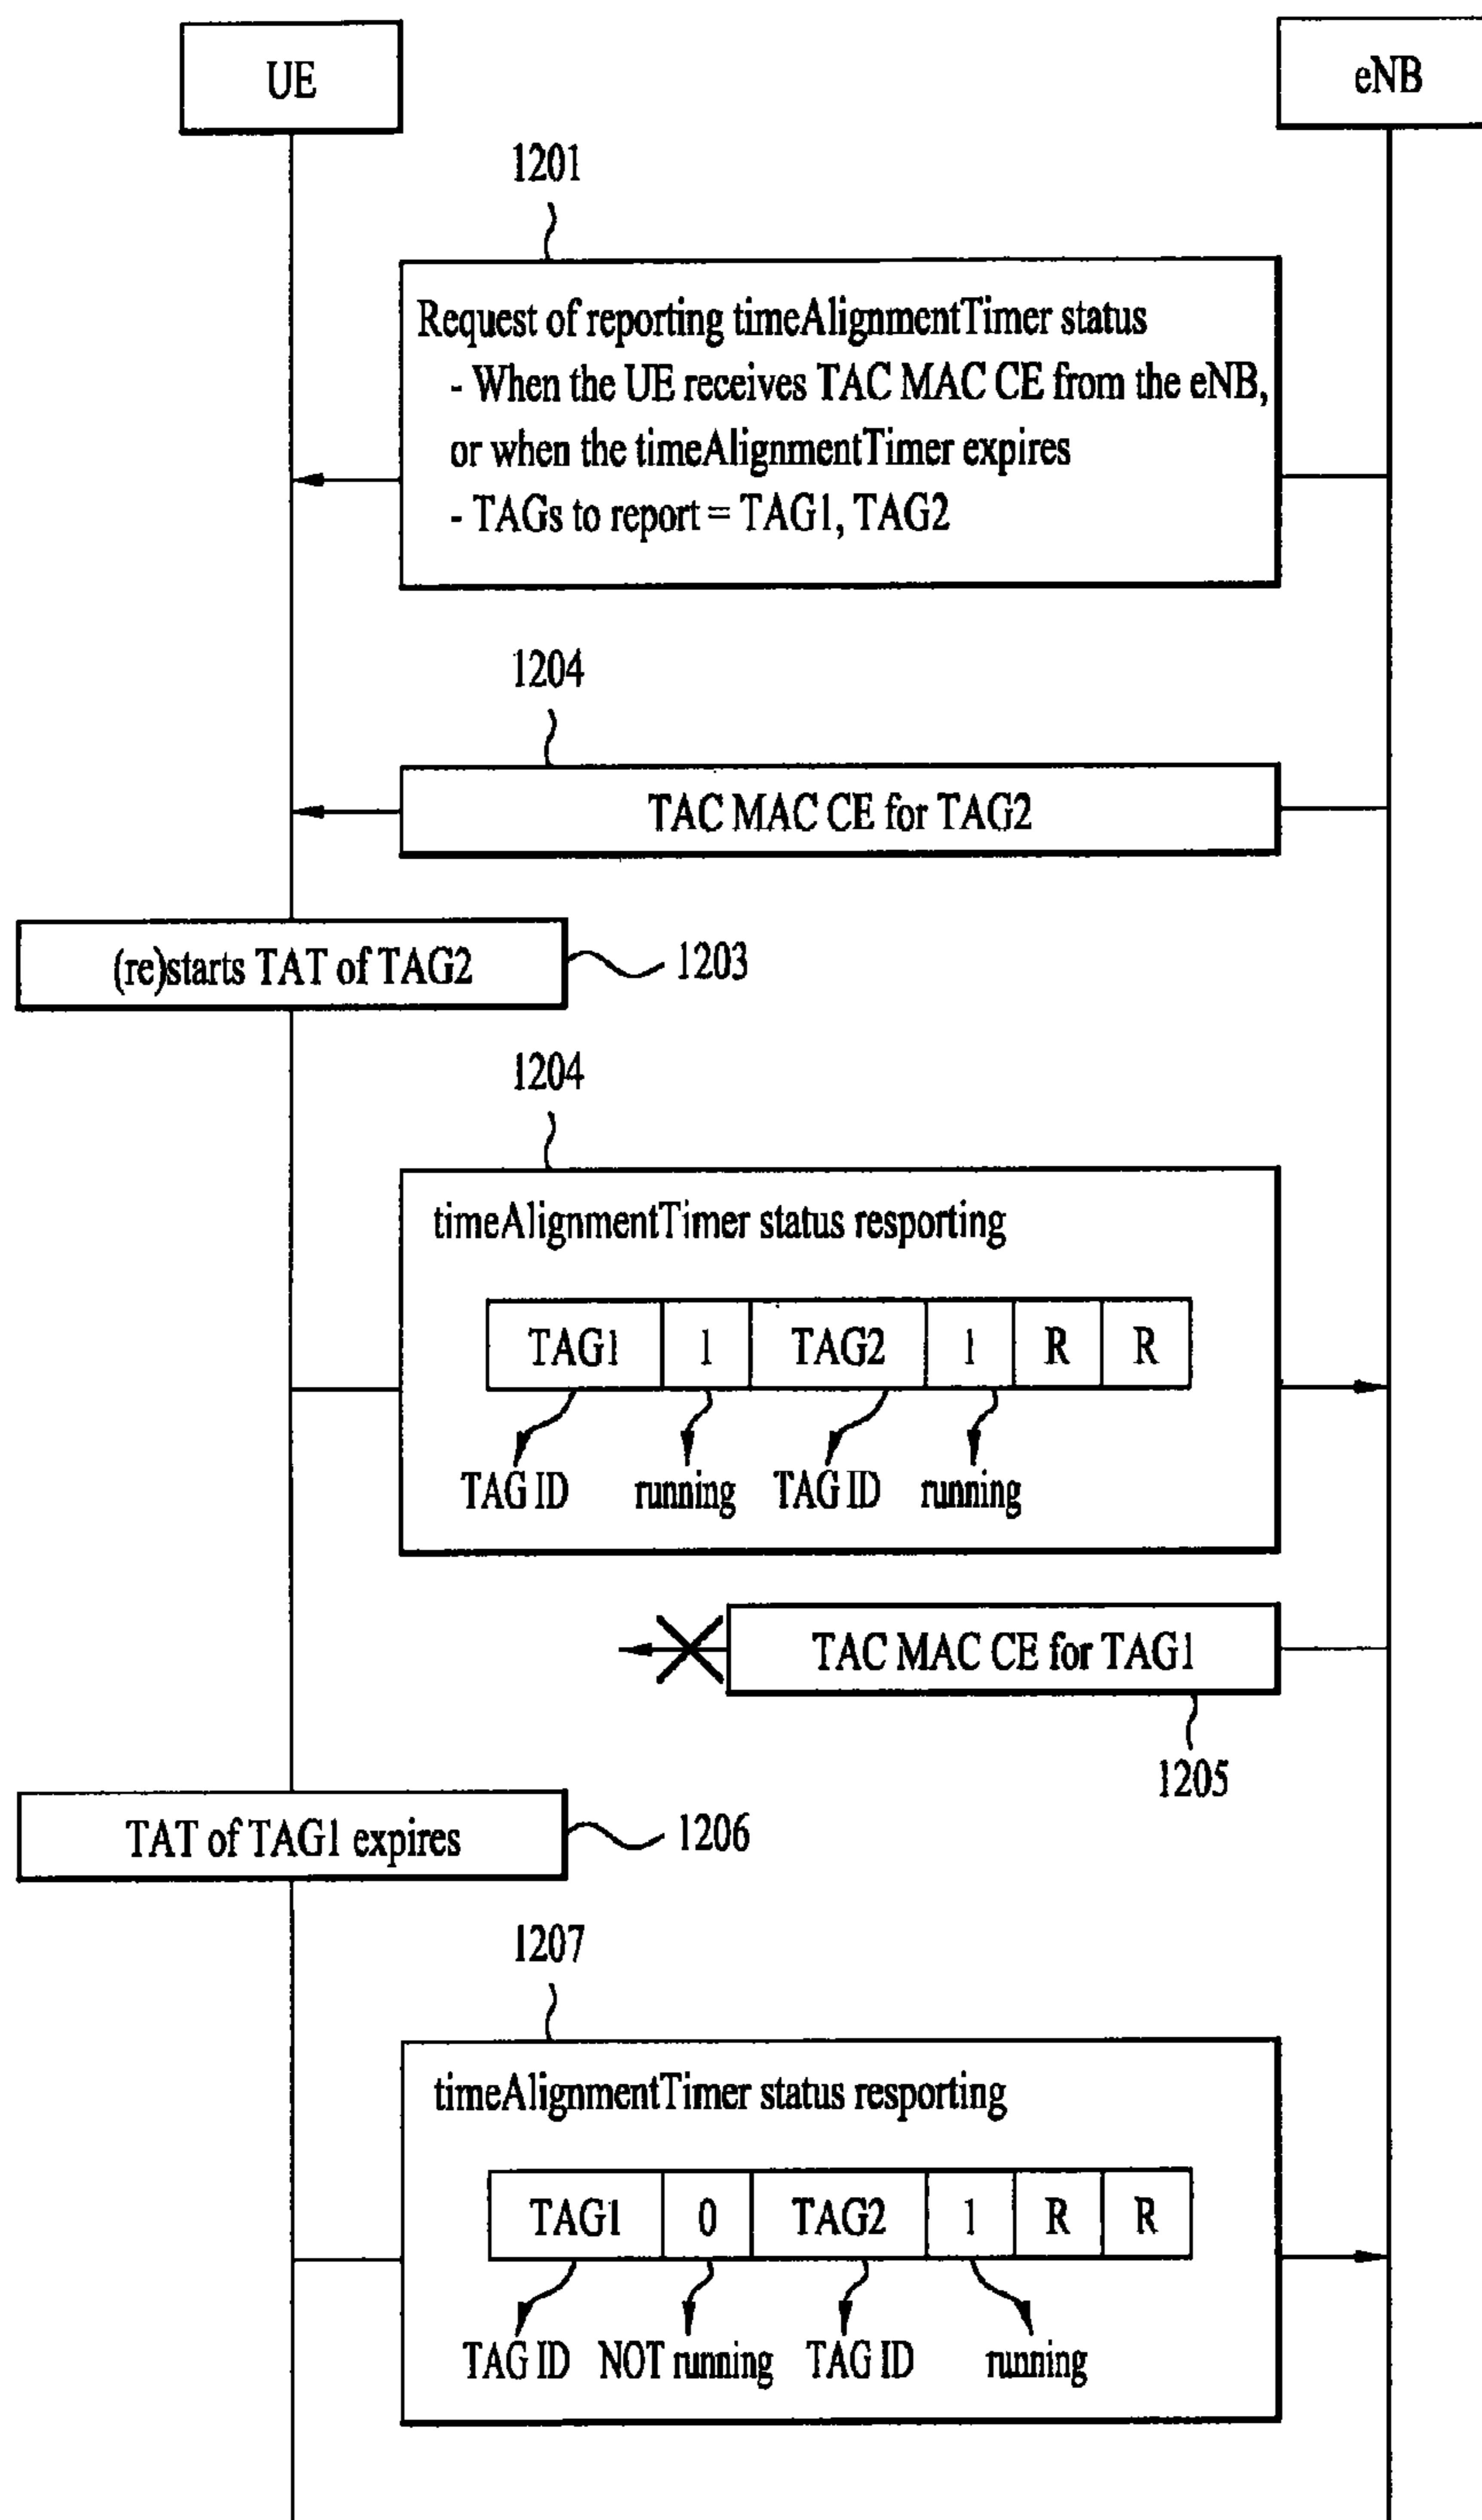 UE
eNB
1201
Request of reporting timeAlignmentTimer status
- When the UE receives TAC MAC CE from the eNB,
or when the timeAlignmentTimer expires
- TAGs to report = TAG1, TAG2
1204
TAC MAC CE for TAG2
(re)starts TAT of TAG2
1203
1204
timeAlignmentTimer status resporting
TAG1 1 TAG2 1 R R
TAG ID running TAG ID running
TAC MAC CE for TAG1
1205
TAT of TAG1 expires
1206
1207
timeAlignmentTimer status resporting
TAG1 0 TAG2 1 R R
TAG ID NOT running TAG ID running